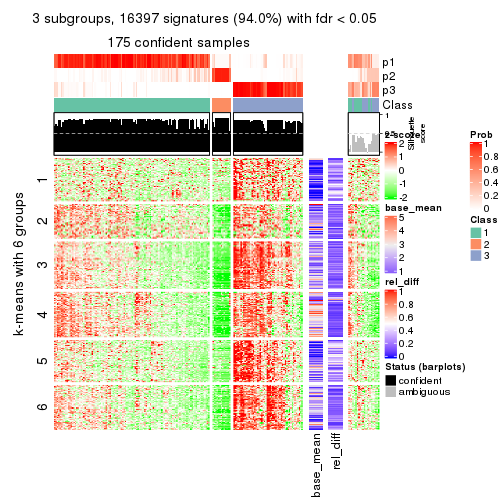 3 subgroups, 16397 signatures (94.0%) with fdr < 0.05
175 confident samples
p1
p2
p3
Class
1
Silhouette score
k-means with 6 groups
1
2
3
4
5
6
base_mean
rel_diff
z_score
2
1
0
-1
-2
base_mean
5
4
3
2
1
rel_diff
1
0.8
0.6
0.4
0.2
0
Status (barplots)
confident
ambiguous
Prob
1
0.8
0.6
0.4
0.2
0
Class
1
2
3